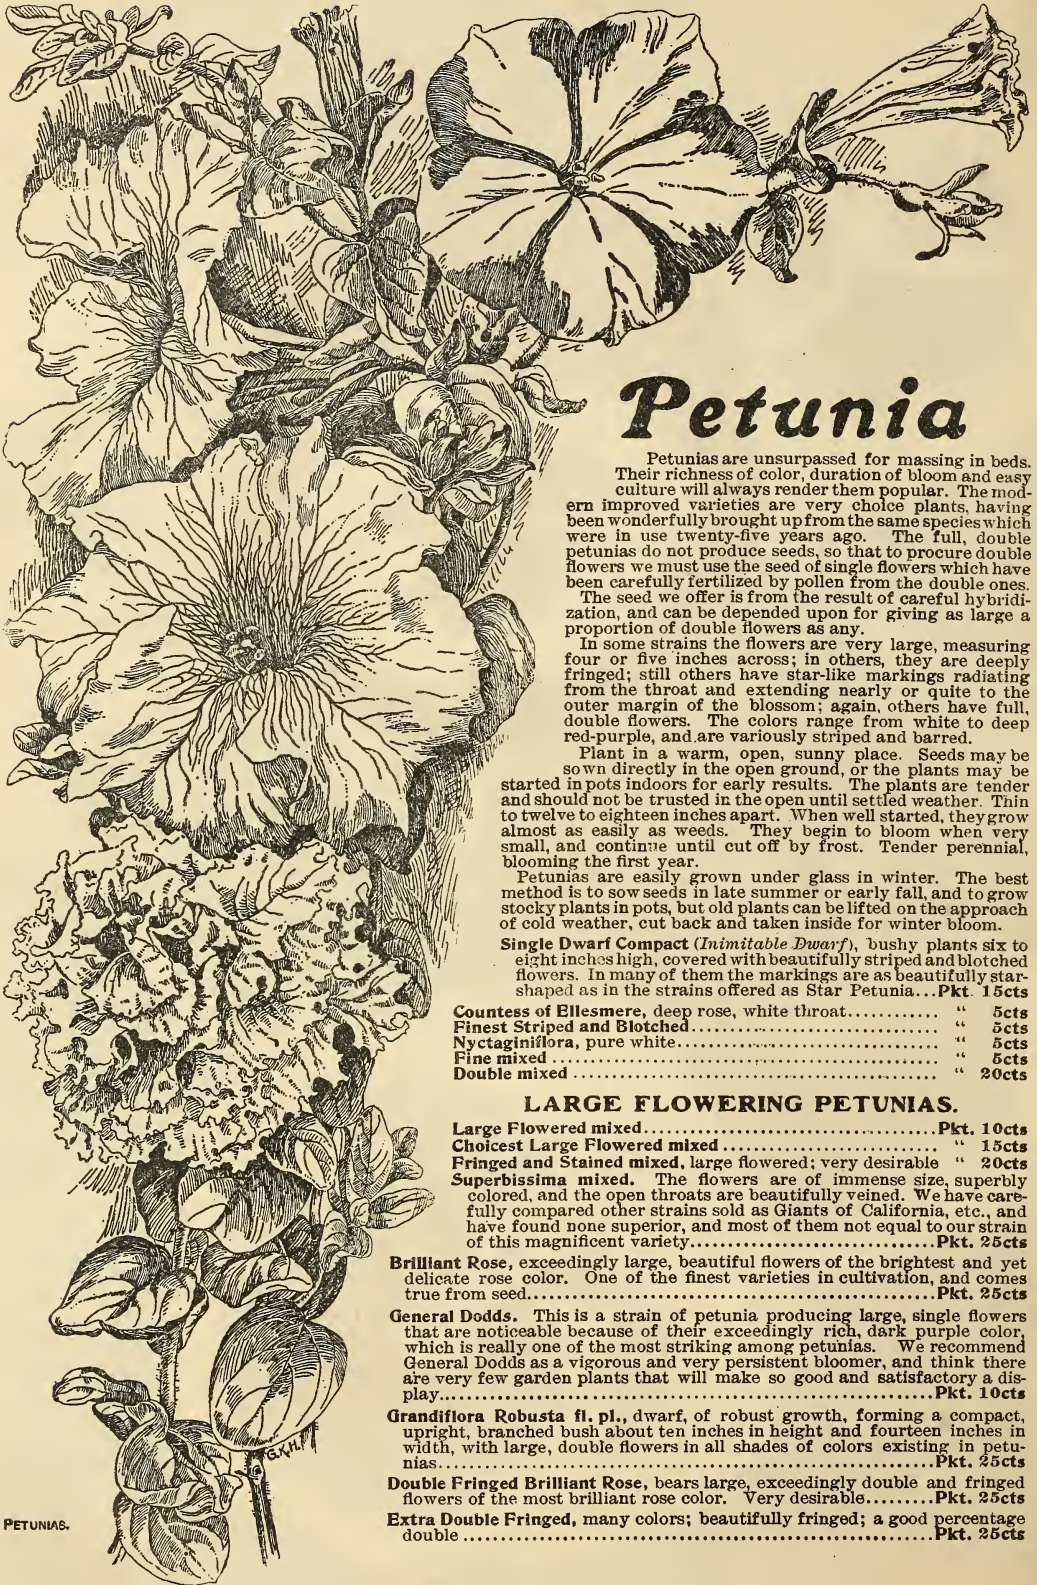 Petunia
Petunias are unsurpassed for massing in beds.
Their richness of color, duration of bloom and easy
culture will always render them popular. The mod-
ern improved varieties are very choice plants, having
been wonderfully brought up from the same species which
were in use twenty-five years ago. The full, double
petunias do not produce seeds, so that to procure double
flowers we must use the seed of single flowers which have
been carefully fertilized by pollen from the double ones.
The seed we offer is from the result of careful hybridi-
zation, and can be depended upon for giving as large a
proportion of double flowers as any.
In some strains the flowers are very large, measuring
four or five inches across; in others, they are deeply
fringed; still others have star-like markings radiating
from the throat and extending nearly or quite to the
outer margin of the blossom; again, others have full,
double flowers. The colors range from white to deep
red-purple, and are variously striped and barred.
Plant in a warm, open, sunny place. Seeds may be
sown directly in the open ground, or the plants may be
started in pots indoors for early results. The plants are tender
and should not be trusted in the open until settled weather. Thin
to twelve to eighteen inches apart. When well started, they grow
almost as easily as weeds. They begin to bloom when very
small, and continue until cut off by frost. Tender perennial,
blooming the first year.
Petunias are easily grown under glass in winter. The best
method is to sow seeds in late summer or early fall, and to grow
stocky plants in pots, but old plants can be lifted on the approach
of cold weather, cut back and taken inside for winter bloom.
Single Dwarf Compact (Inimitable Dwarf), bushy plants six to
eight inches high, covered with beautifully striped and blotched
flowers. In many of them the markings are as beautifully star-
shaped as in the strains offered as Star Petunia...Pkt. 15cts
Countess of Ellesmere, deep rose, white throat............ " 5cts
Finest Striped and Blotched................................ " 5cts
Nyctaginiflora, pure white................................. " 5cts
Fine mixed ................................................ " 5cts
Double mixed .............................................. " 20cts
LARGE FLOWERING PETUNIAS.
Large Flowered mixed....................................Pkt. 10cts
Choicest Large Flowered mixed ........................... " 15cts
Fringed and Stained mixed, large flowered; very desirable " 20cts
Superbissima mixed. The flowers are of immense size, superbly
colored, and the open throats are beautifully veined. We have care-
fully compared other strains sold as Giants of California, etc., and
have found none superior, and most of them not equal to our strain
of this magnificent variety..............................Pkt. 25cts
Brilliant Rose, exceedingly large, beautiful flowers of the brightest and yet
delicate rose color. One of the finest varieties in cultivation, and comes
true from seed..................................................Pkt. 25cts
General Dodds. This is a strain of petunia producing large, single flowers
that are noticeable because of their exceedingly rich, dark purple color,
which is really one of the most striking among petunias. We recommend
General Dodds as a vigorous and very persistent bloomer, and think there
are very few garden plants that will make so good and satisfactory a dis-
play............................................................Pkt. 10cts
Grandiflora Robusta fl. pl., dwarf, of robust growth, forming a compact,
upright, branched bush about ten inches in height and fourteen inches in
width, with large, double flowers in all shades of colors existing in petu-
nias............................................................Pkt. 25cts
Double Fringed Brilliant Rose, bears large, exceedingly double and fringed
flowers of the most brilliant rose color. Very desirable.........Pkt. 25cts
Extra Double Fringed, many colors; beautifully fringed; a good percentage
double .........................................................Pkt. 25cts
G.K.H.
PETUNIAS.